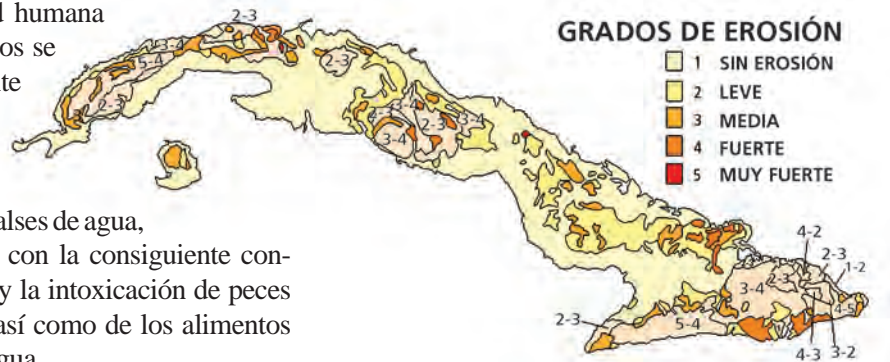 d humana
os se
te
alses de agua,
con la consiguiente con-
y la intoxicación de peces
así como de los alimentos
gua.
GRADOS DE EROSIÓN
1 SIN EROSIÓN
2 LEVE
3 MEDIA
4 FUERTE
5 MUY FUERTE
2-3
3-4
5-4
2-3
2-3
3-4
2-3
3-4
4-2
2-3
1-2
2-3
3-4
4-5
2-3
5-4
4-3
3-2